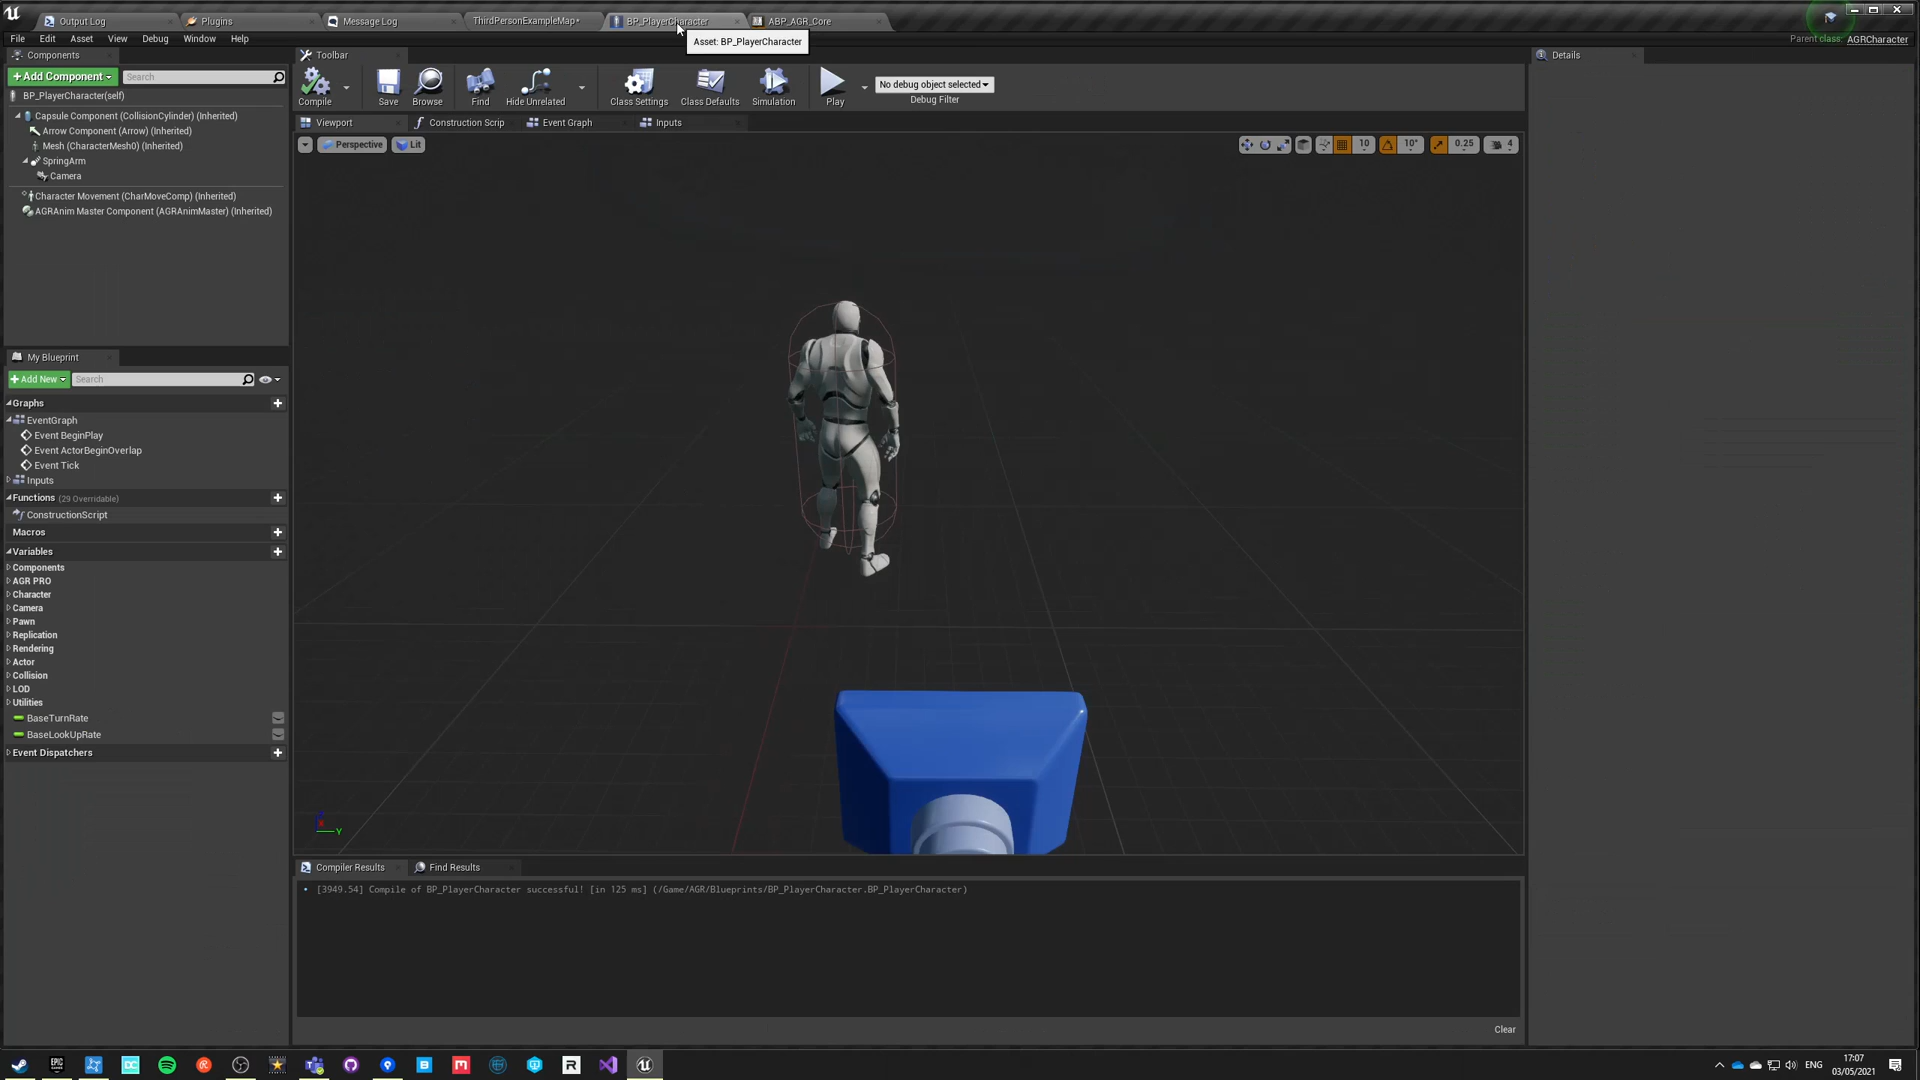 Output Log
Plugins
Message Log
ThirdPersonExampleMap*
BP_PlayerCharacter
ABP_AGR_Core
File Edit Asset View Debug Window Help
Asset: BP_PlayerCharacter
Parent class: AGRCharacter
Components
Toolbar
Details
+Add Component
Search
BP_PlayerCharacter(self)
Capsule Component (CollisionCylinder) (Inherited)
Arrow Component (Arrow) (Inherited)
Mesh (CharacterMesh0) (Inherited)
SpringArm
Camera
Character Movement (CharMoveComp) (Inherited)
AGRAnim Master Component (AGRAnimMaster) (Inherited)
Compile
Save
Browse
Find
Hide Unrelated
Class Settings
Class Defaults
Simulation
Play
No debug object selected
Debug Filter
Viewport
Construction Scrip
Event Graph
Inputs
Perspective
Lit
10
10°
0.25
4
My Blueprint
+Add New
Search
Graphs
EventGraph
Event BeginPlay
Event ActorBeginOverlap
Event Tick
Inputs
Functions (29 Overridable)
ConstructionScript
Macros
Variables
Components
AGR PRO
Character
Camera
Pawn
Replication
Rendering
Actor
Collision
LOD
Utilities
BaseTurnRate
BaseLookUpRate
Event Dispatchers
Y
Compiler Results
Find Results
[3949.54] Compile of BP_PlayerCharacter successful! [in 125 ms] (/Game/AGR/Blueprints/BP_PlayerCharacter.BP_PlayerCharacter)
Clear
EPIC
ENG
17:07
03/05/2021